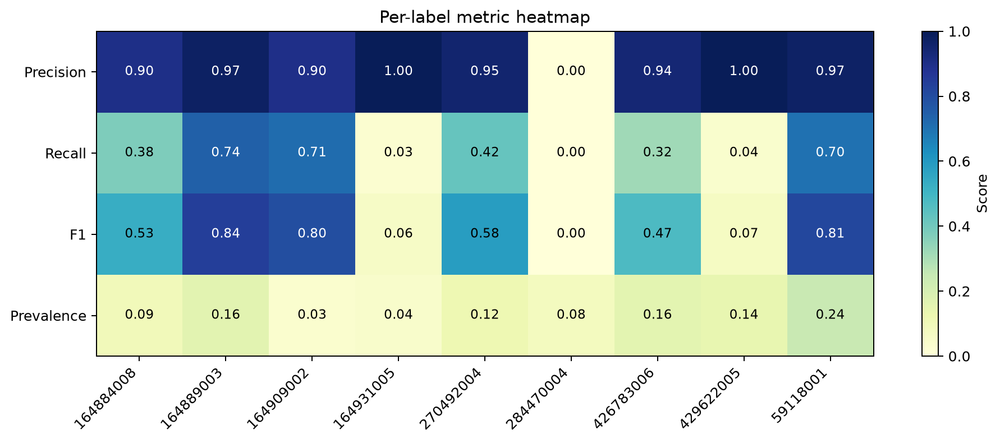 Per-label metric heatmap
Precision 0.90 0.97 0.90 1.00 0.95 0.00 0.94 1.00 0.97
Recall 0.38 0.74 0.71 0.03 0.42 0.00 0.32 0.04 0.70
F1 0.53 0.84 0.80 0.06 0.58 0.00 0.47 0.07 0.81
Prevalence 0.09 0.16 0.03 0.04 0.12 0.08 0.16 0.14 0.24
164884008 164889003 164909002 164931005 270492004 284470004 426783006 429622005 59118001
1.0
0.8
0.6
0.4
0.2
0.0
Score